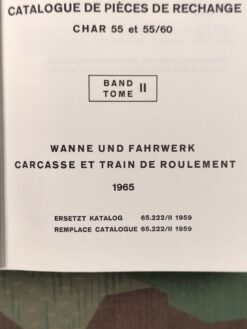 CATALOGUE DE PIÈCES DE RECHANGE
CHAR 55 et 55/60
BAND II
TOME
WANNE UND FAHRWERK
CARCASSE ET TRAIN DE ROULEMENT
1965
ERSETZT KATALOG 65.222/II 1959
REMPLACE CATALOGUE 65.222/II 1959